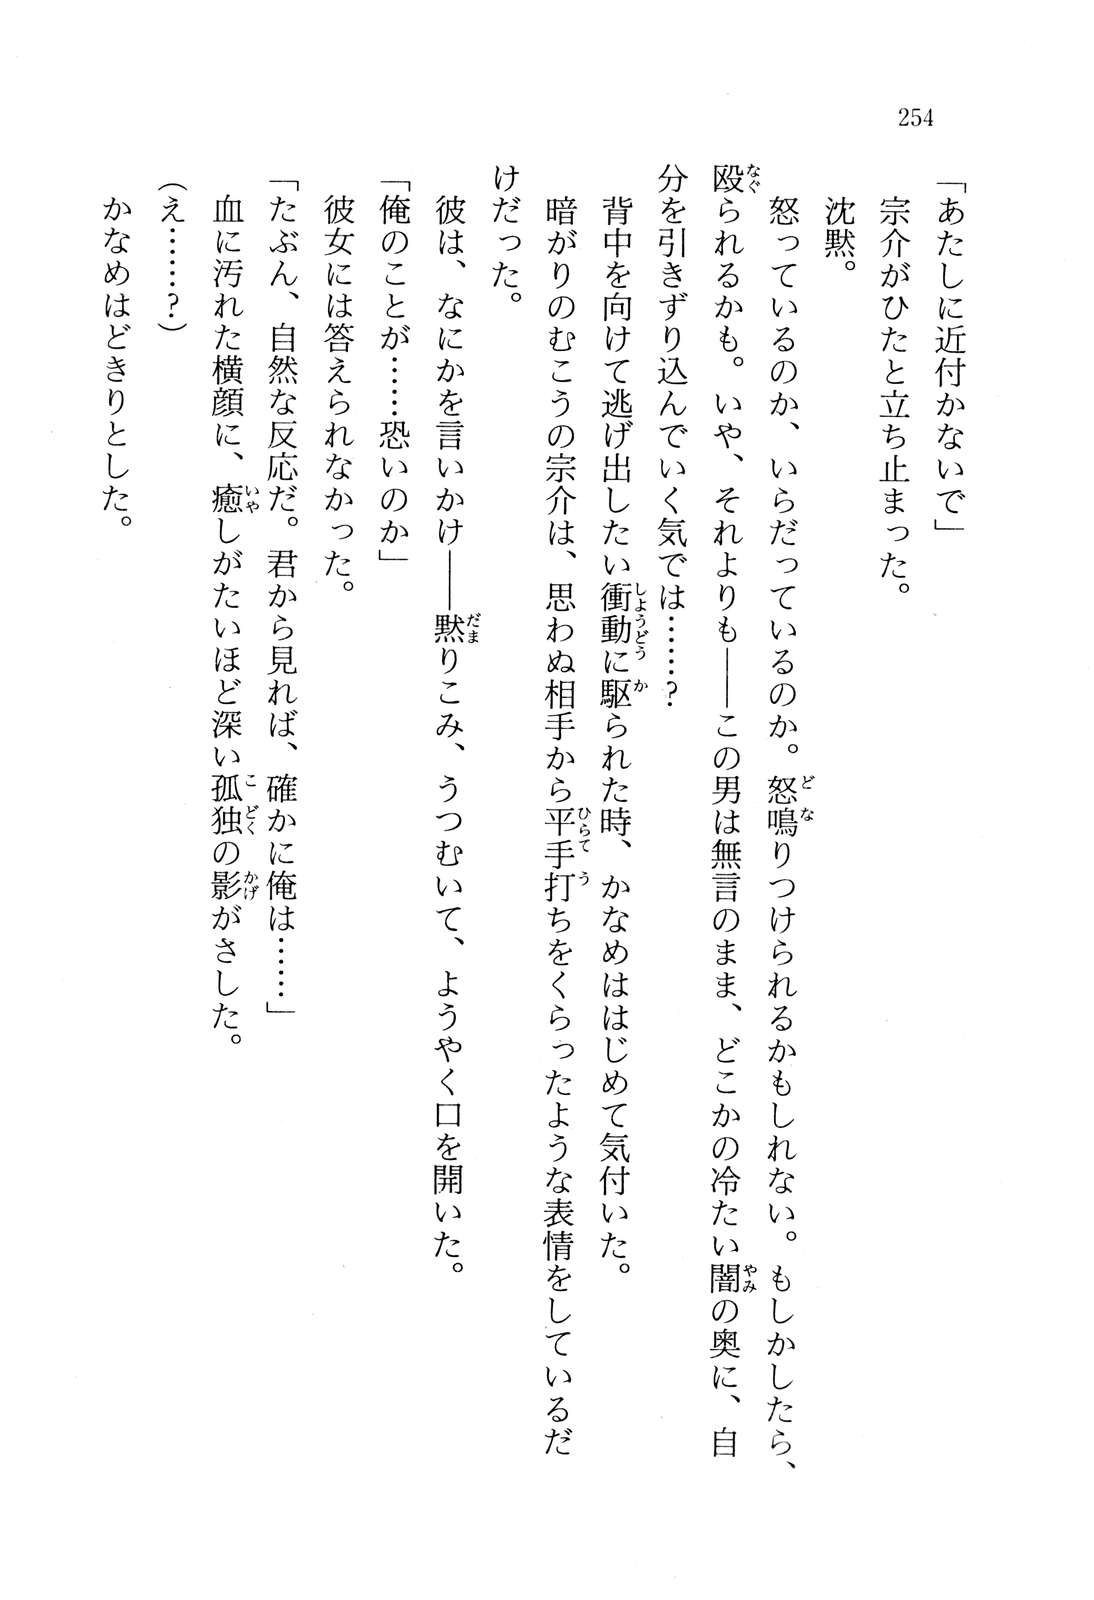 254
「あたしに近付かないで」
宗介がひたと立ち止まった。
沈黙。
怒っているのか、いらだっているのか。怒鳴りつけられるかもしれない。もしかしたら、
殴られるかも。いや、それよりも――この男は無言のまま、どこかの冷たい闇の奥に、自
分を引きずり込んでいく気では……?
背中を向けて逃げ出したい衝動に駆られた時、かなめははじめて気付いた。
暗がりのむこうの宗介は、思わぬ相手から平手打ちをくらったような表情をしているだ
けだった。
彼は、なにかを言いかけ――黙りこみ、うつむいて、ようやく口を開いた。
「俺のことが……恐いのか」
彼女には答えられなかった。
「たぶん、自然な反応だ。君から見れば、確かに俺は……」
血に汚れた横顔に、癒しがたいほど深い孤独の影がさした。
(え……?)
かなめはどきりとした。